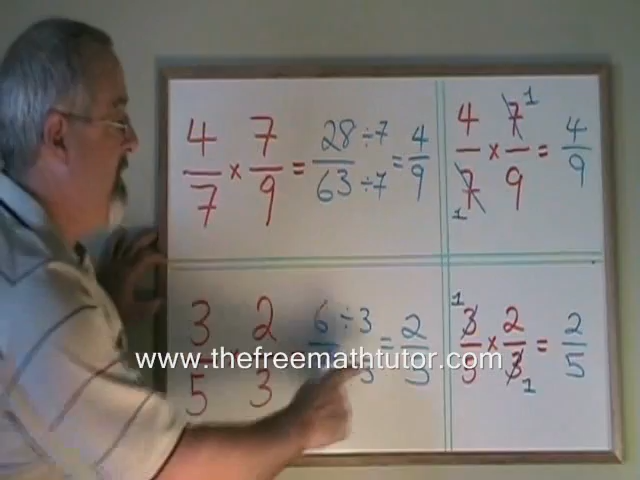 4/7 × 7/9 = 28/63 ÷7/÷7 = 4/9
4/7 × 7/9 = 4/9
1 1
3/5 × 2/3 6 ÷3 = 2/5
3/5 × 2/3 = 2/5
1 1
www.thefreemathtutor.com